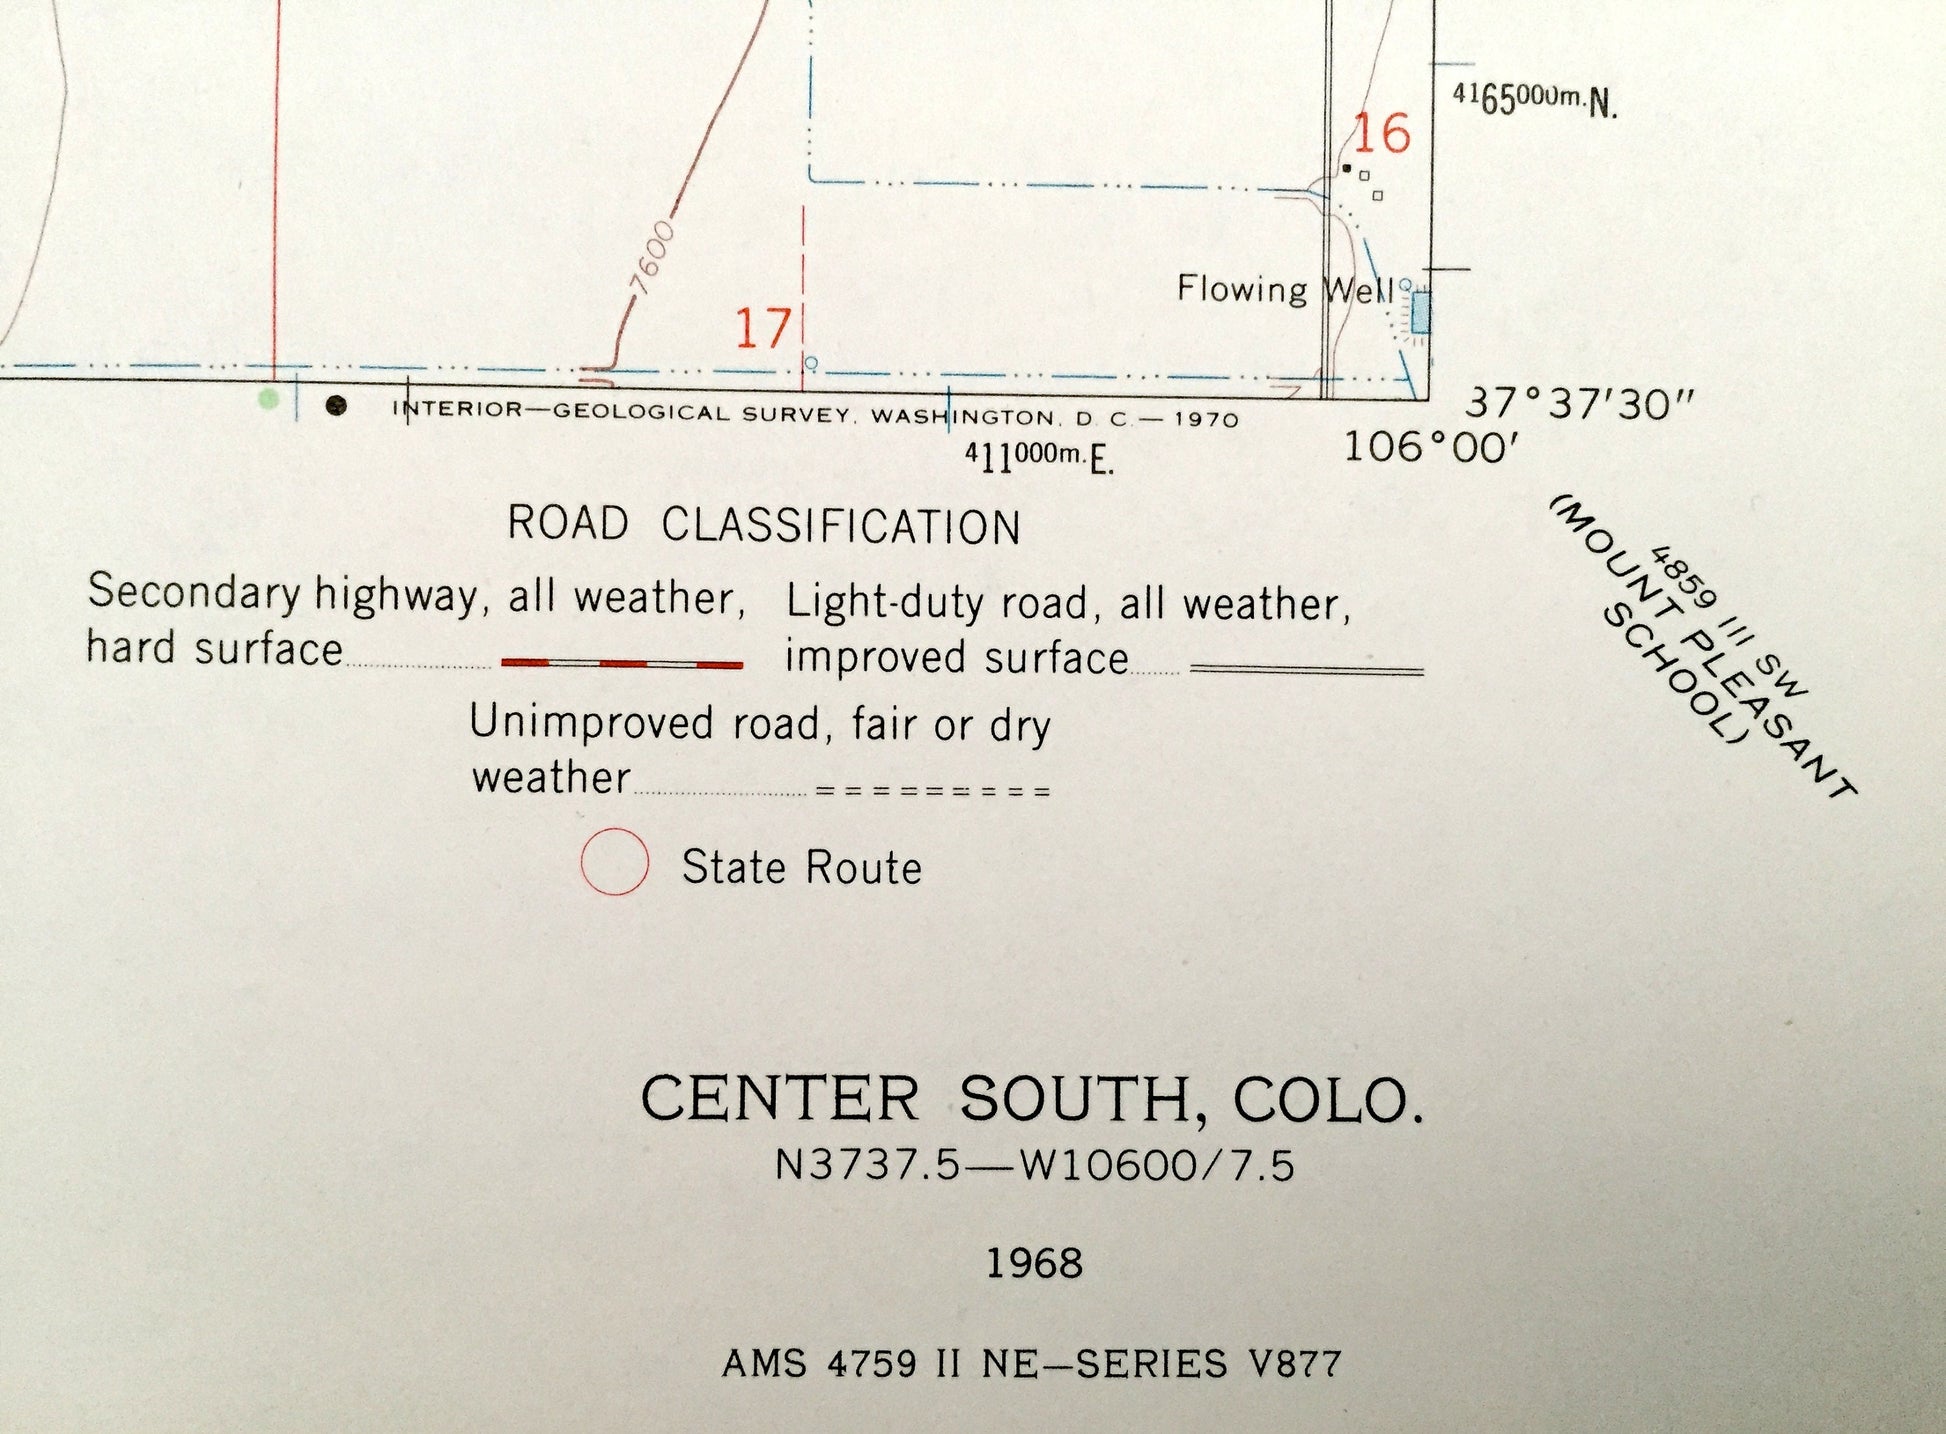 4165000m.N.
16
7600
Flowing Well
17
37°37'30"
INTERIOR—GEOLOGICAL SURVEY, WASHINGTON, D. C.—1970
106°00'
411000m.E.
ROAD CLASSIFICATION
Secondary highway, all weather,
hard surface
Light-duty road, all weather,
improved surface
Unimproved road, fair or dry
weather
State Route
4859 III SW
(MOUNT PLEASANT
SCHOOL)
CENTER SOUTH, COLO.
N3737.5—W10600/7.5
1968
AMS 4759 II NE—SERIES V877